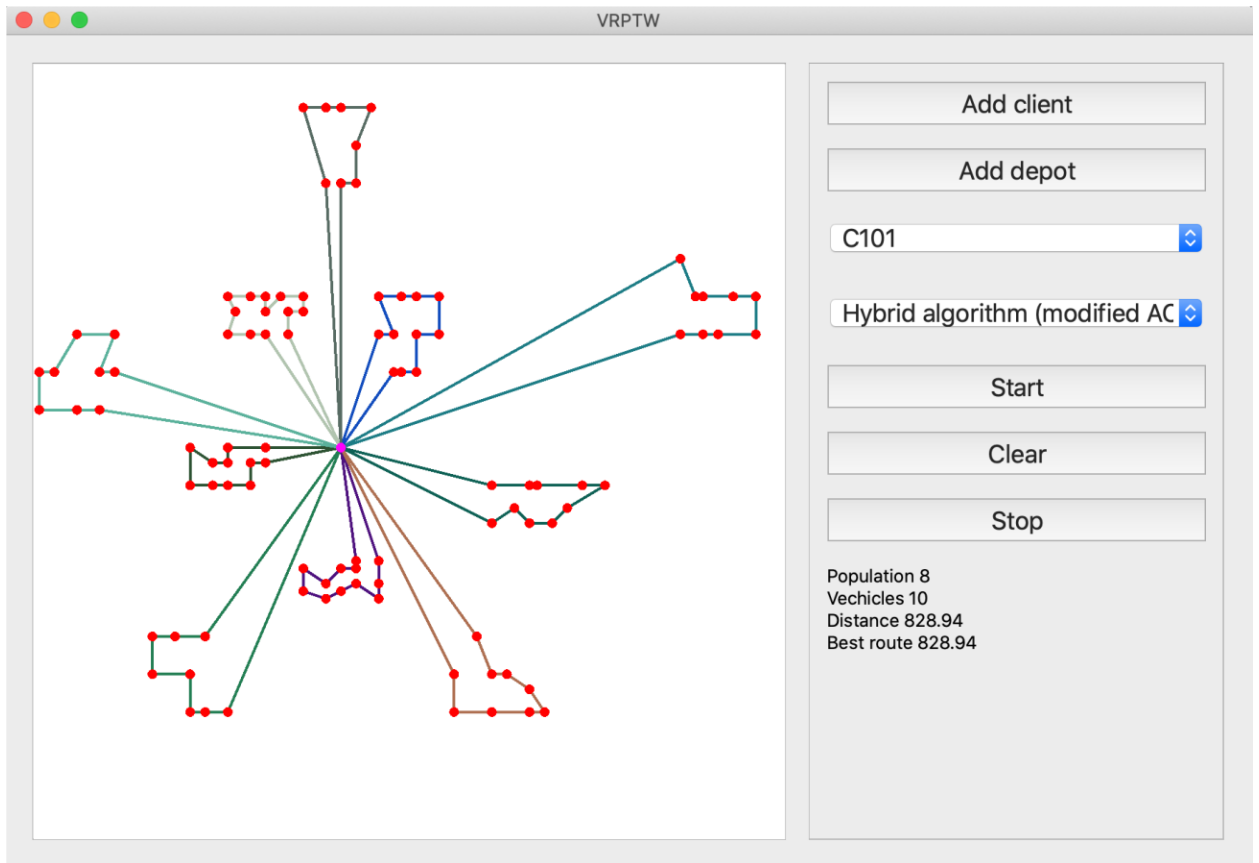 VRPTW
Add client
Add depot
C101
Hybrid algorithm (modified AC
Start
Clear
Stop
Population 8
Vechicles 10
Distance 828.94
Best route 828.94